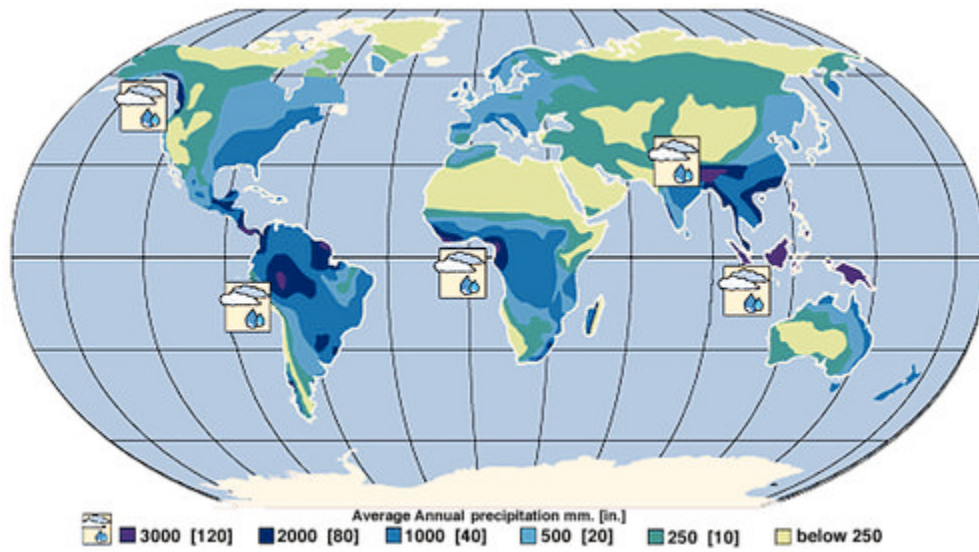 Average Annual precipitation mm. [in.]
3000 [120] 2000 [80] 1000 [40] 500 [20] 250 [10] below 250